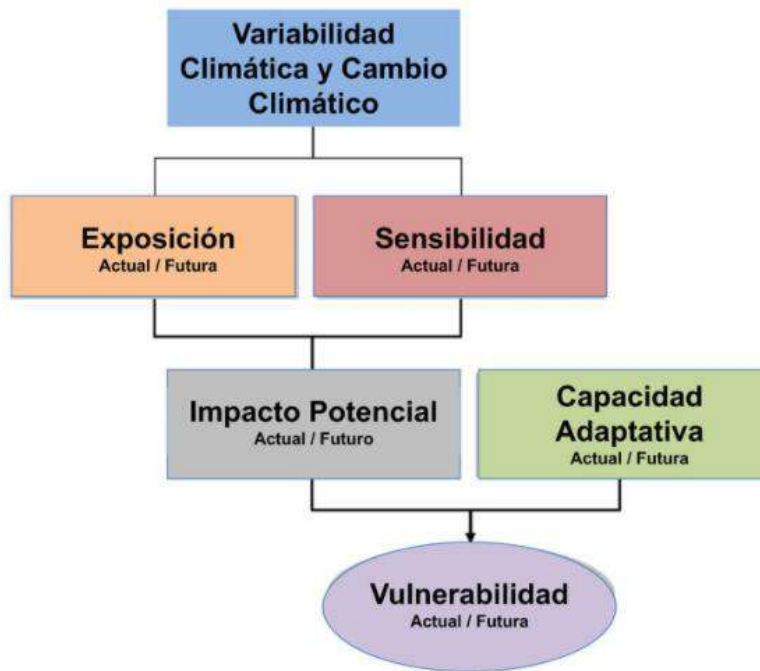 Variabilidad
Climática y Cambio
Climático
Exposición
Actual / Futura
Sensibilidad
Actual / Futura
Impacto Potencial
Actual / Futuro
Capacidad
Adaptativa
Actual / Futura
Vulnerabilidad
Actual / Futura